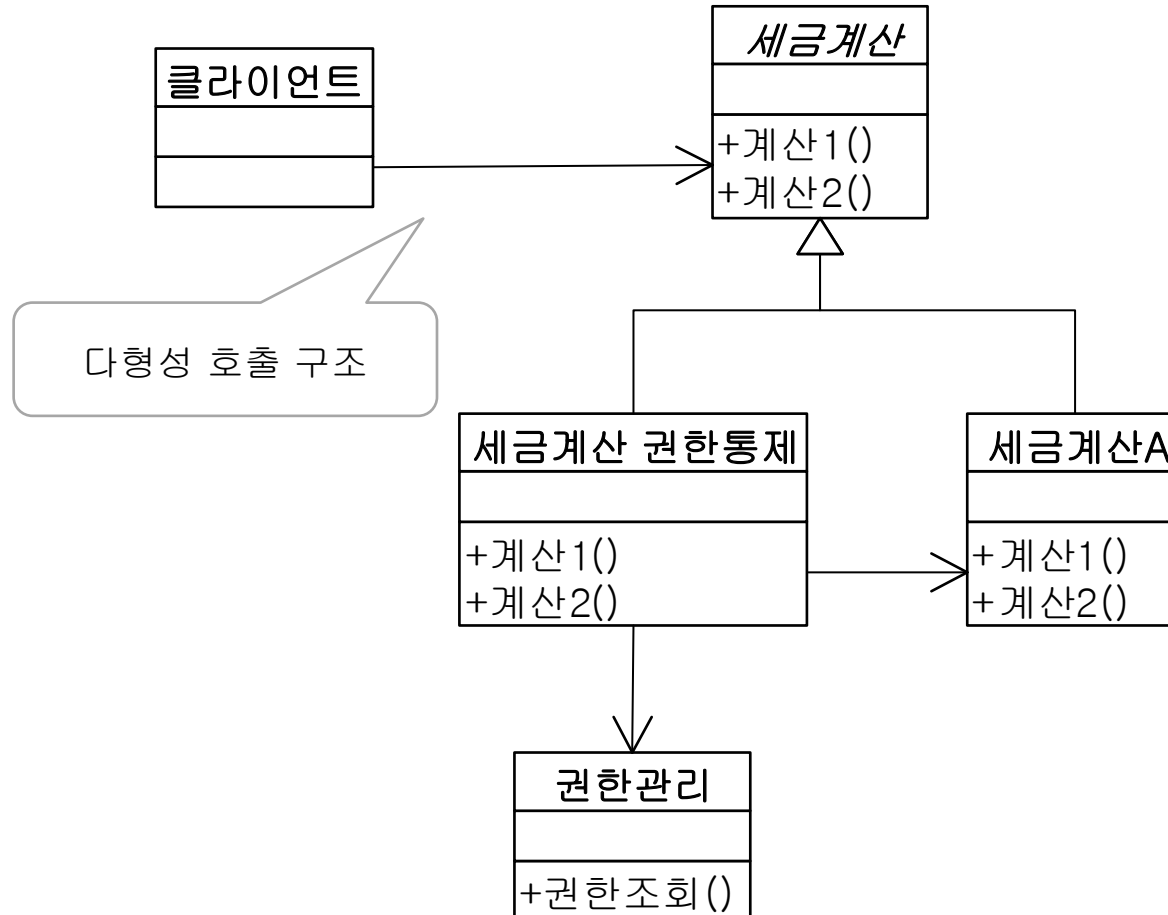 세금계산
클라이언트
+계산1()
+계산2()
다형성 호출 구조
세금계산 권한통제
+계산1()
+계산2()
세금계산A
+계산1()
+계산2()
권한관리
+권한조회()